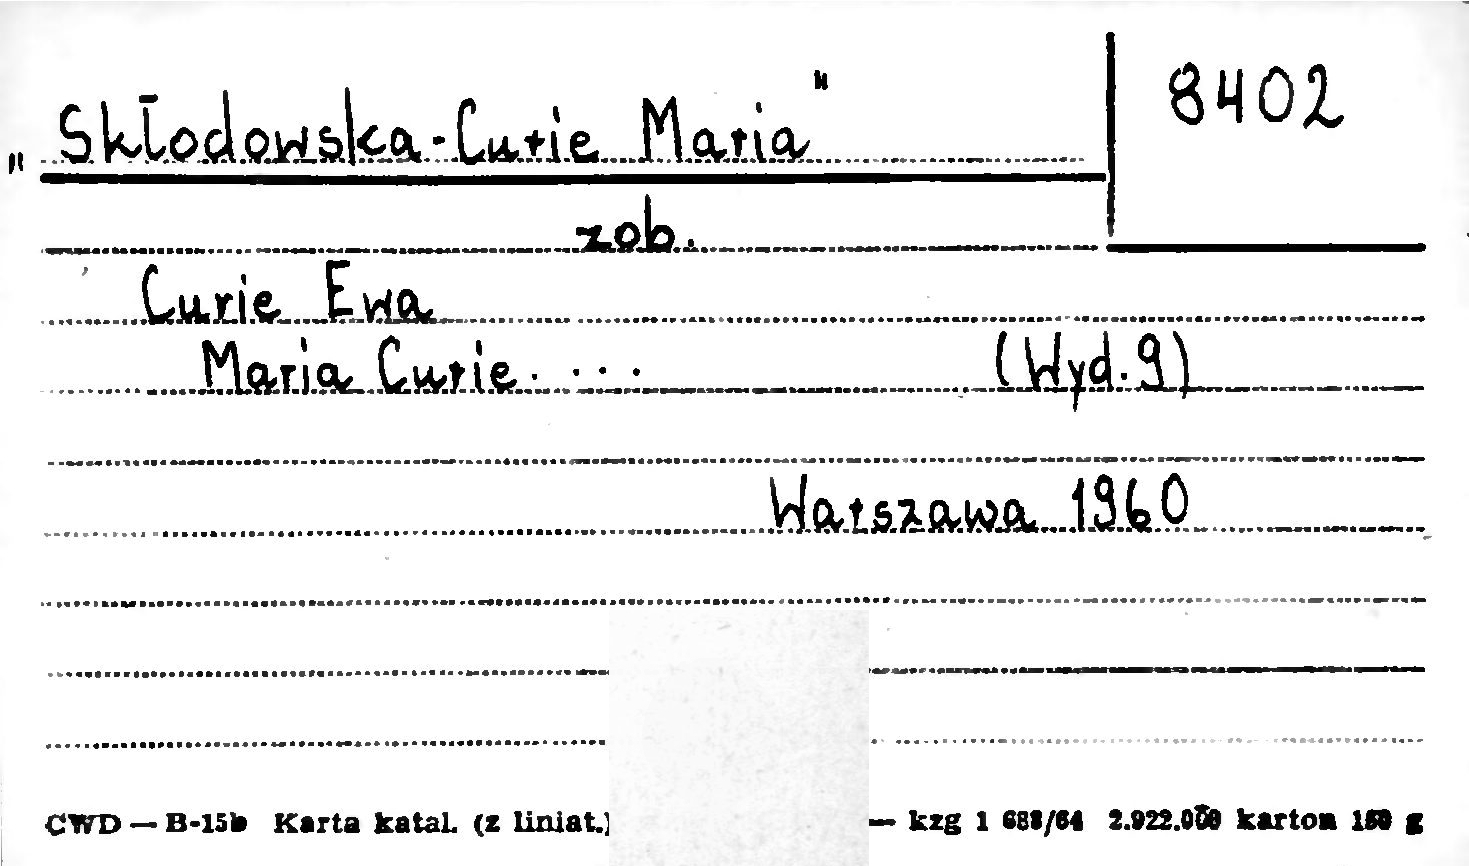 „Skłodowska-Curie Maria"
8402
zob.
Curie Ewa
Maria Curie. ...
(Wyd. 9)
Warszawa 1960
CWD — B-15b Karta katal. (z liniat.) — kzg 1 688/64 2.922.000 karton 150 g